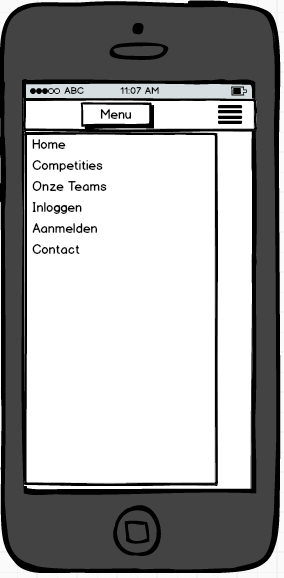 ABC 11:07 AM
Menu
Home
Competities
Onze Teams
Inloggen
Aanmelden
Contact